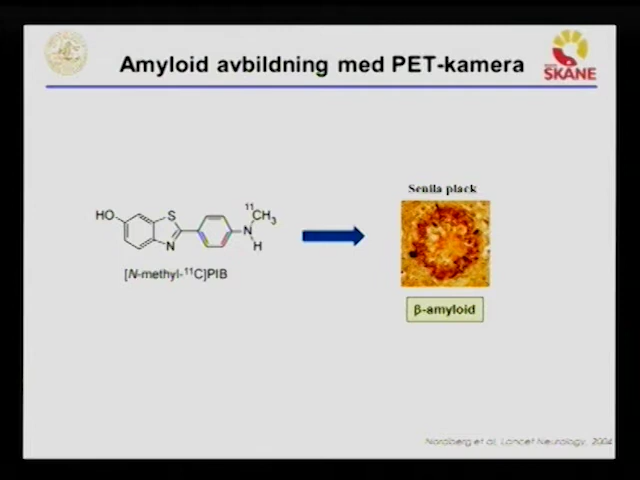 Amyloid avbildning med PET-kamera
SKÅNE
Senila plack
HO
S
N
11
CH3
N
H
[N-methyl-11C]PIB
β-amyloid
Nordberg et al, Lancet Neurology, 2004